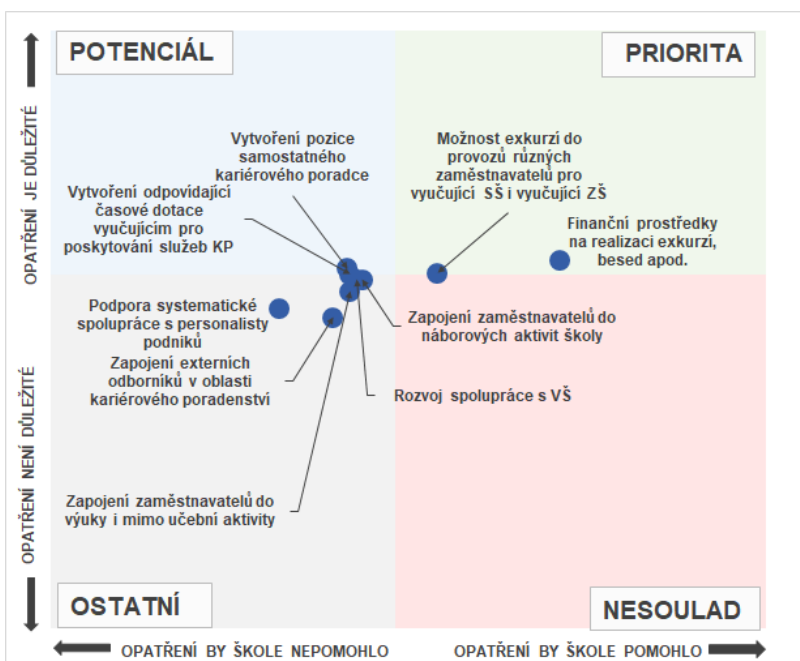 POTENCIÁL
PRIORITA
OPATŘENÍ JE DŮLEŽITÉ
Vytvoření pozice
samostatného
kariérového poradce
Možnost exkurzí do
provozů různých
zaměstnavatelů pro
vyučující SŠ i vyučující ZŠ
Vytvoření odpovídající
časové dotace
vyučujícím pro
poskytování služeb KP
Finanční prostředky
na realizaci exkurzí,
besed apod.
Podpora systematické
spolupráce s personalisty
podniků
Zapojení zaměstnavatelů do
náborových aktivit školy
Zapojení externích
odborníků v oblasti
kariérového poradenství
Rozvoj spolupráce s VŠ
OPATŘENÍ NENÍ DŮLEŽITÉ
Zapojení zaměstnavatelů do
výuky i mimo učební aktivity
OSTATNÍ
NESOULAD
OPATŘENÍ BY ŠKOLE NEPOMOHLO
OPATŘENÍ BY ŠKOLE POMOHLO